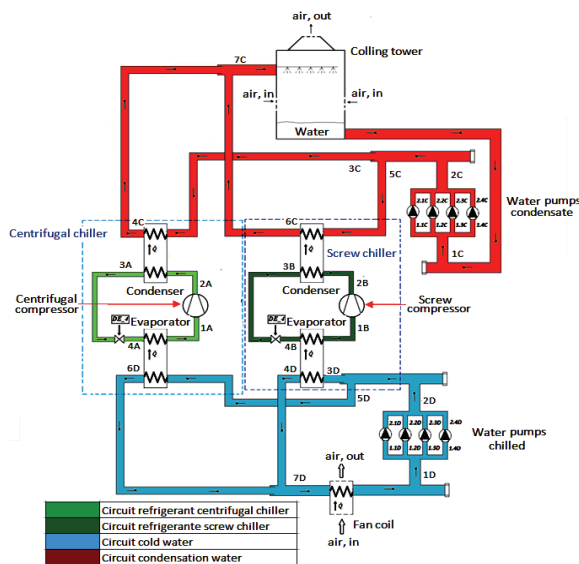 air, out
Colling tower
7C
air, in
air, in
Water
3C
5C
2C
2.1C 2.2C 2.3C 2.4C
1.1C 1.2C 1.3C 1.4C
Water pumps
condensate
1C
4C
6C
Centrifugal chiller
Screw chiller
3A
3B
Condenser
Condenser
2A
2B
Centrifugal
compressor
Screw
compressor
Evaporator
Evaporator
1A
1B
4A
4B
6D
4D
3D
5D
2D
2.1D 2.2D 2.3D 2.4D
1.1D 1.2D 1.3D 1.4D
Water pumps
chilled
1D
air, out
7D
Fan coil
air, in
Circuit refrigerant centrifugal chiller
Circuit refrigerante screw chiller
Circuit cold water
Circuit condensation water